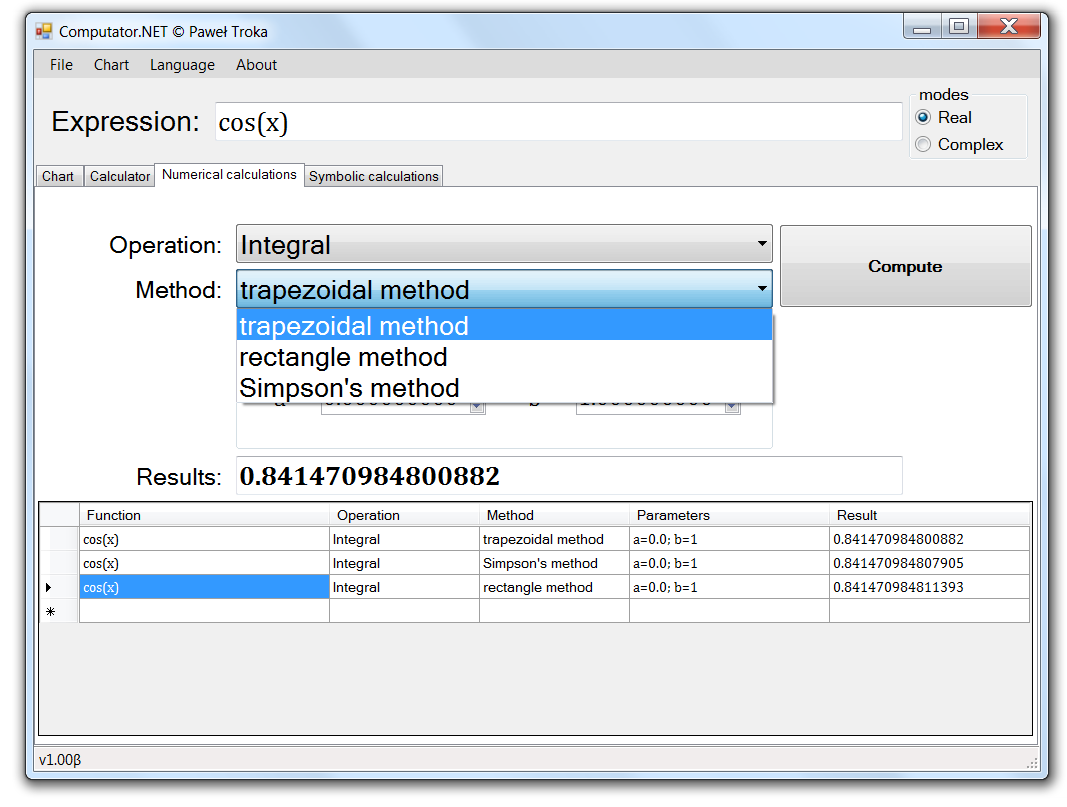 Computator.NET © Paweł Troka
File Chart Language About
Expression: cos(x)
modes
Real
Complex
Chart Calculator Numerical calculations Symbolic calculations
Operation: Integral
Compute
Method: trapezoidal method
trapezoidal method
rectangle method
Simpson's method
Results: 0.841470984800882
Function Operation Method Parameters Result
cos(x) Integral trapezoidal method a=0.0; b=1 0.841470984800882
cos(x) Integral Simpson's method a=0.0; b=1 0.841470984807905
cos(x) Integral rectangle method a=0.0; b=1 0.841470984811393
v1.00β